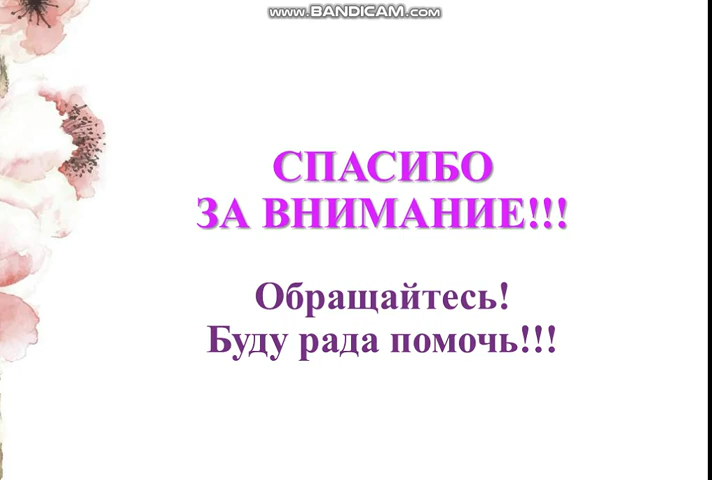 www.BANDICAM.com
СПАСИБО
ЗА ВНИМАНИЕ!!!
Обращайтесь!
Буду рада помочь!!!